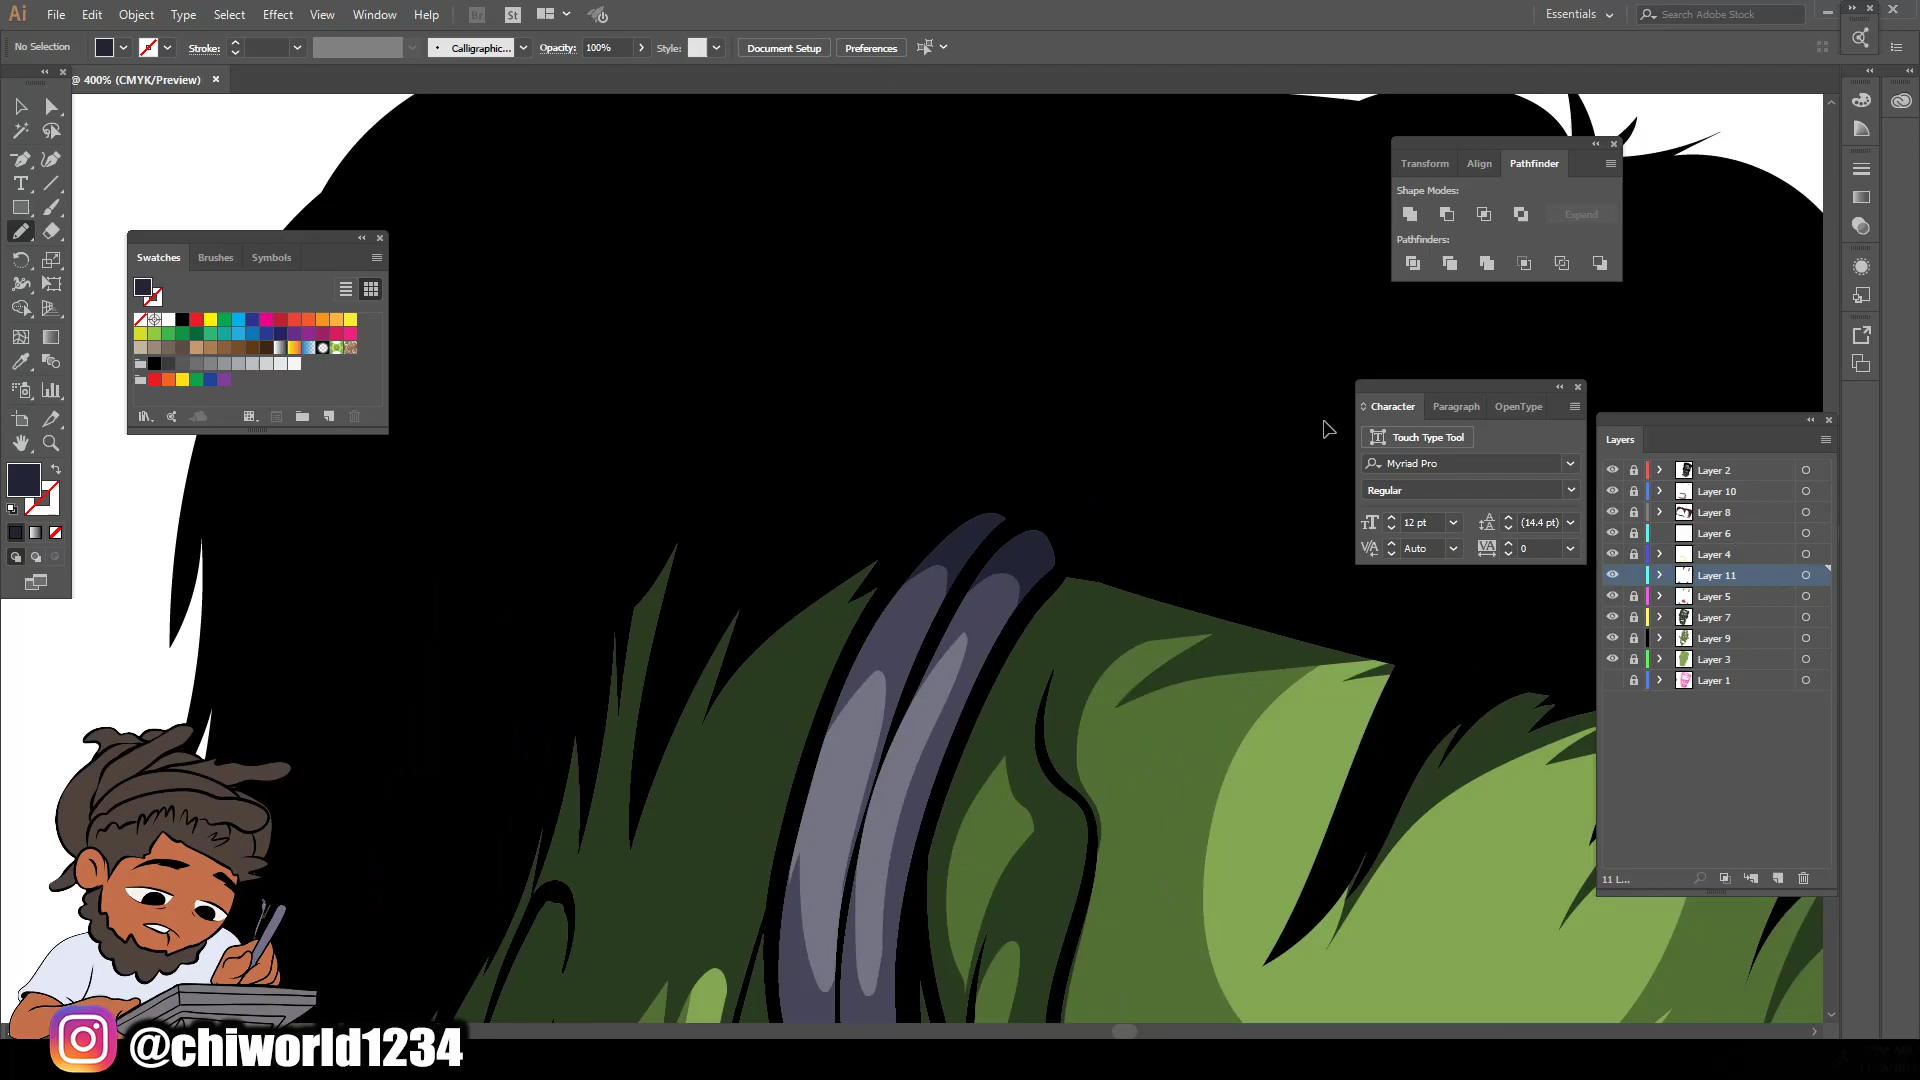 Ai File Edit Object Type Select Effect View Window Help Br St Essentials Search Adobe Stock
No Selection Stroke: Calligraphic... Opacity: 100% Style: Document Setup Preferences
@ 400% (CMYK/Preview)
Transform Align Pathfinder
Shape Modes:
Expand
Pathfinders:
Swatches Brushes Symbols
Character Paragraph OpenType
Touch Type Tool
Myriad Pro
Regular
12 pt (14.4 pt)
Auto 0
Layers
Layer 2
Layer 10
Layer 8
Layer 6
Layer 4
Layer 11
Layer 5
Layer 7
Layer 9
Layer 3
Layer 1
11 L...
@chiworld1234